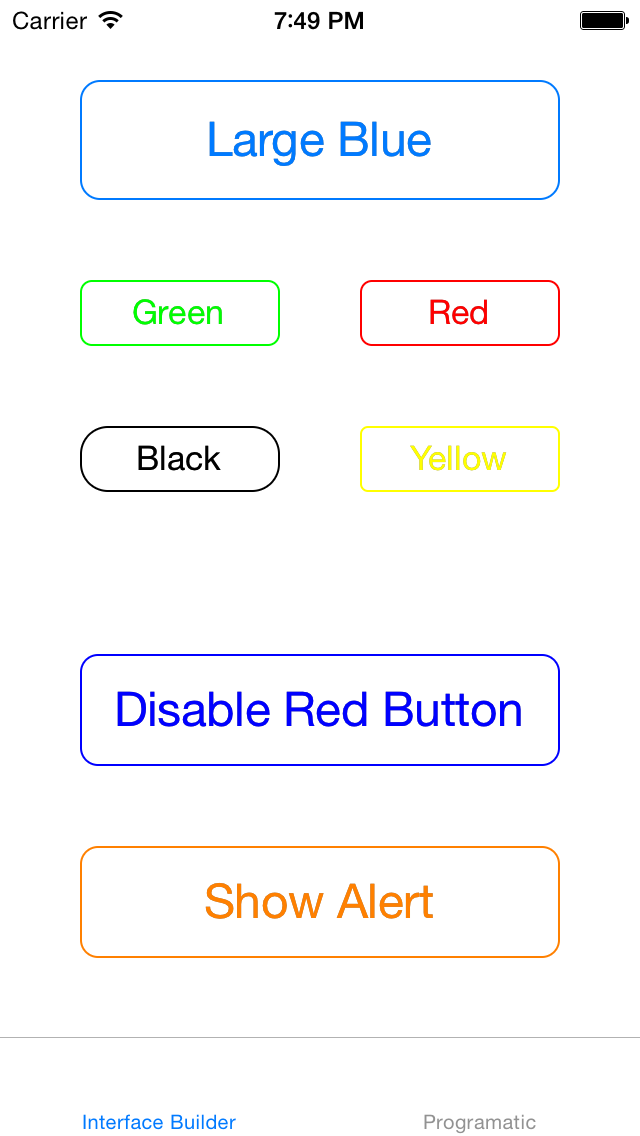 Carrier 7:49 PM
Large Blue
Green Red
Black Yellow
Disable Red Button
Show Alert
Interface Builder Programatic